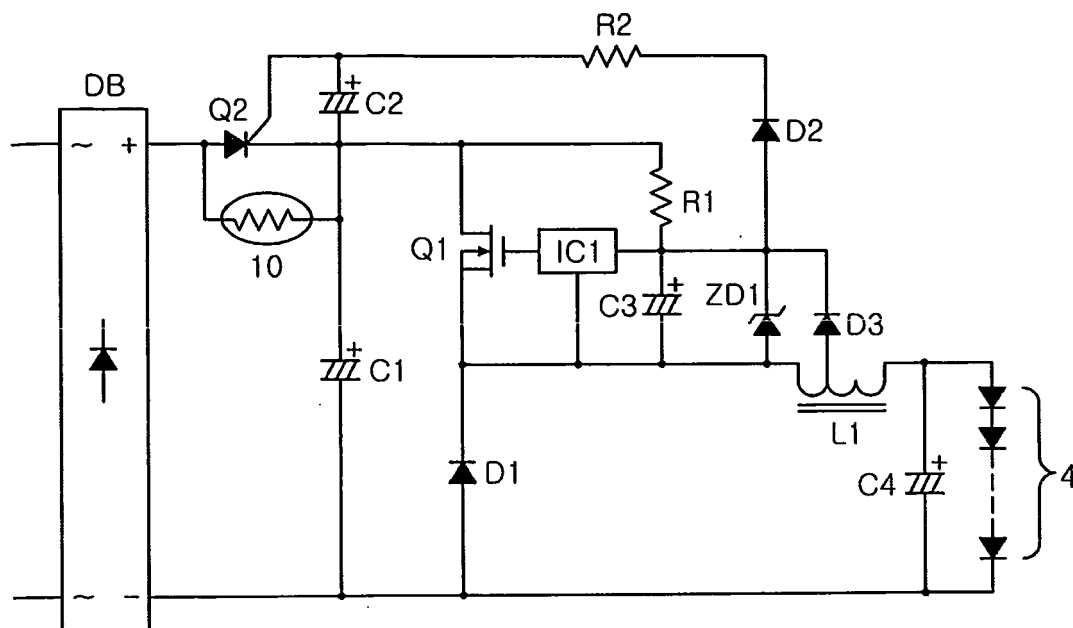 R2
DB
Q2
+
C2
D2
~ +
R1
Q1
IC1
10
+
C3
ZD1
D3
+
C1
L1
D1
+
C4
4
~ -